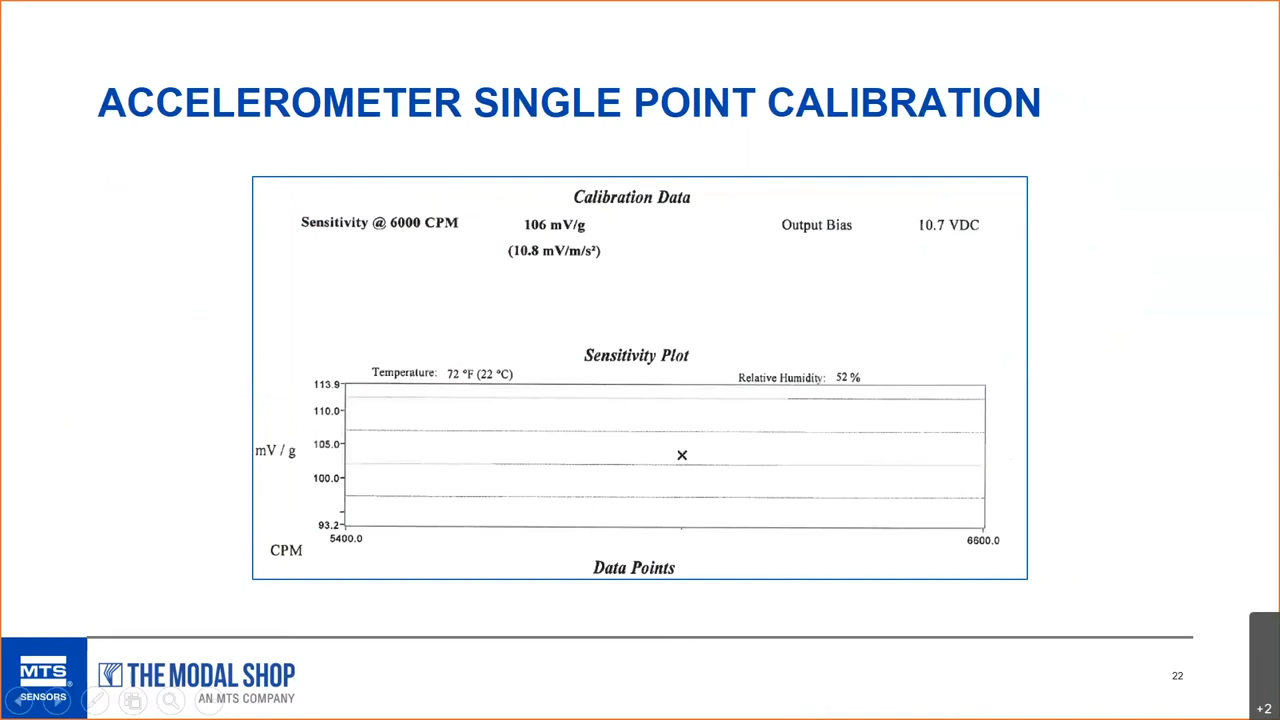 ACCELEROMETER SINGLE POINT CALIBRATION
Calibration Data
Sensitivity @ 6000 CPM 106 mV/g Output Bias 10.7 VDC
(10.8 mV/m/s²)
Sensitivity Plot
Temperature: 72 °F (22 °C) Relative Humidity: 52 %
113.9
110.0
105.0
mV / g
100.0
93.2
5400.0 6600.0
CPM
Data Points
MTS
SENSORS
THE MODAL SHOP
AN MTS COMPANY
22
+2